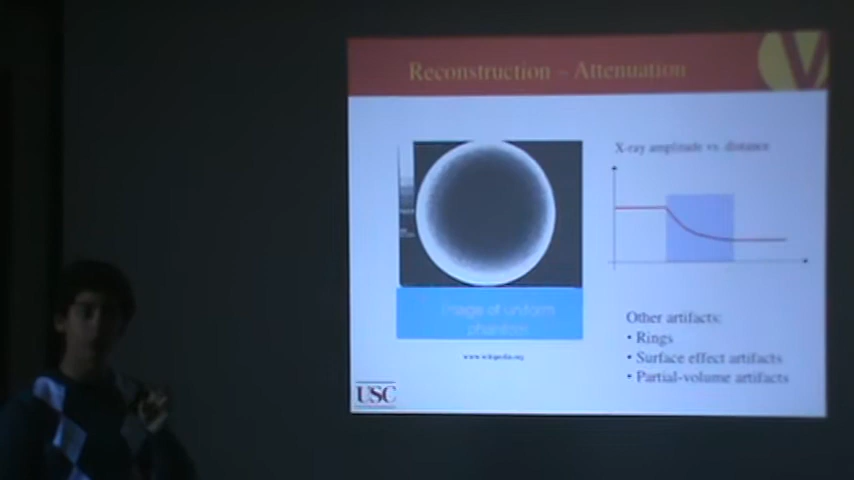 Reconstruction – Attenuation
X-ray amplitude vs. distance
Image of uniform
phantom
www.wikipedia.org
Other artifacts:
• Rings
• Surface effect artifacts
• Partial-volume artifacts
USC